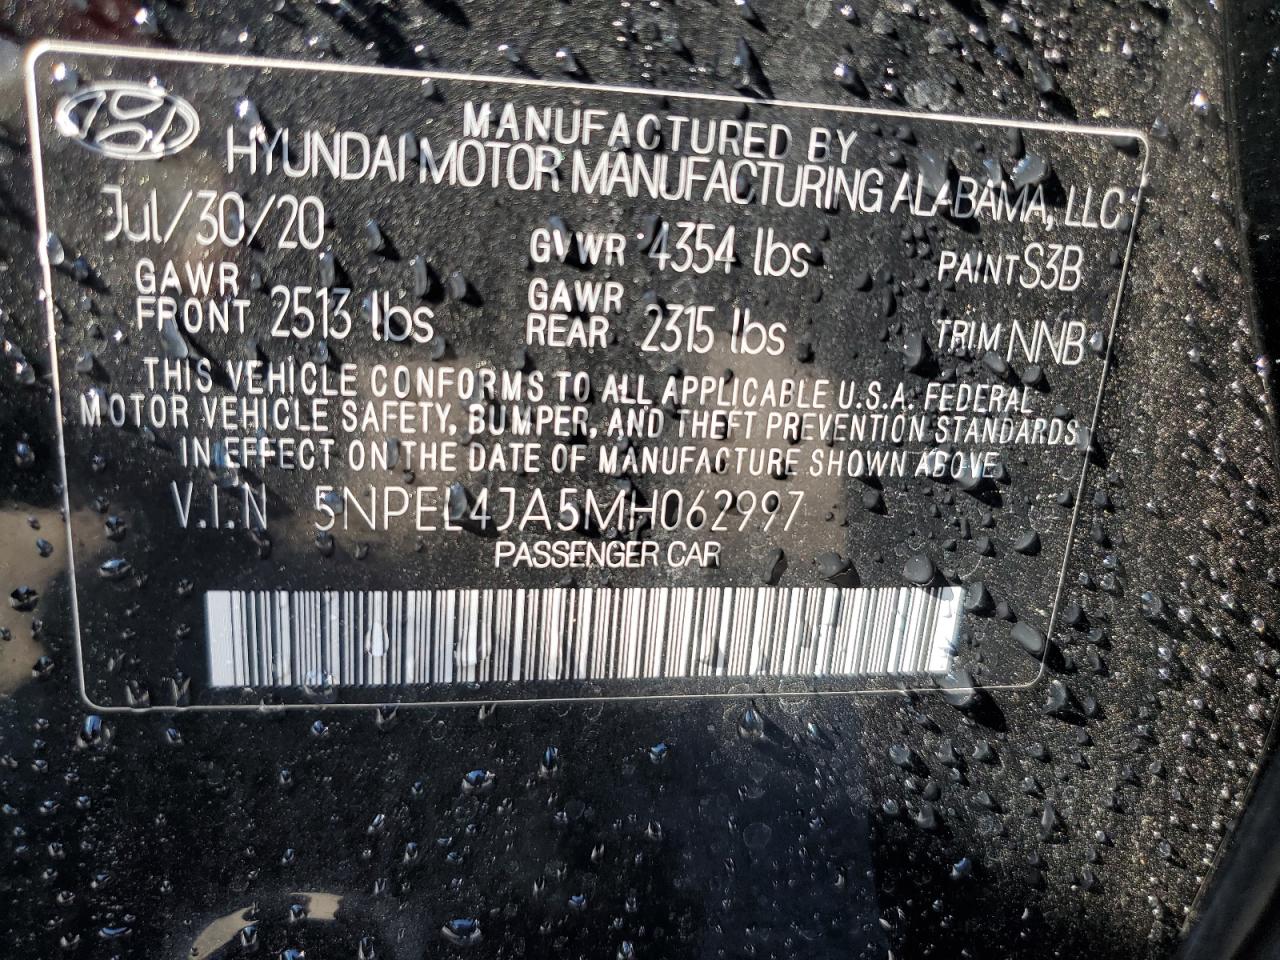 MANUFACTURED BY
HYUNDAI MOTOR MANUFACTURING ALABAMA, LLC
Jul/30/20 GVWR 4354 lbs PAINT S3B
GAWR FRONT 2513 lbs GAWR REAR 2315 lbs TRIM NNB
THIS VEHICLE CONFORMS TO ALL APPLICABLE U.S.A. FEDERAL
MOTOR VEHICLE SAFETY, BUMPER, AND THEFT PREVENTION STANDARDS
IN EFFECT ON THE DATE OF MANUFACTURE SHOWN ABOVE
V.I.N 5NPEL4JA5MH062997
PASSENGER CAR